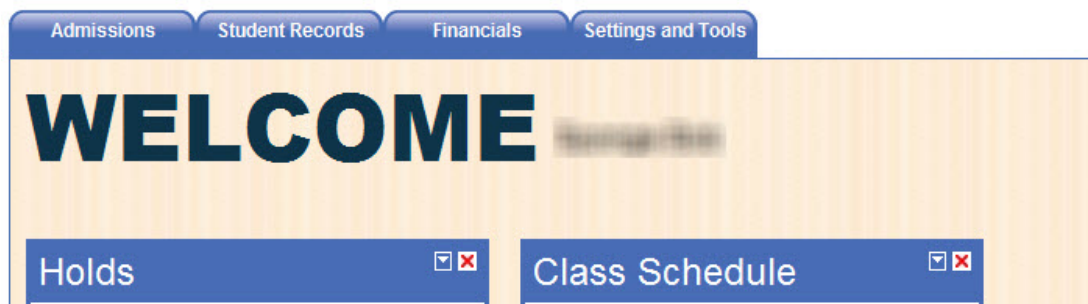 Admissions Student Records Financials Settings and Tools
WELCOME
Holds Class Schedule